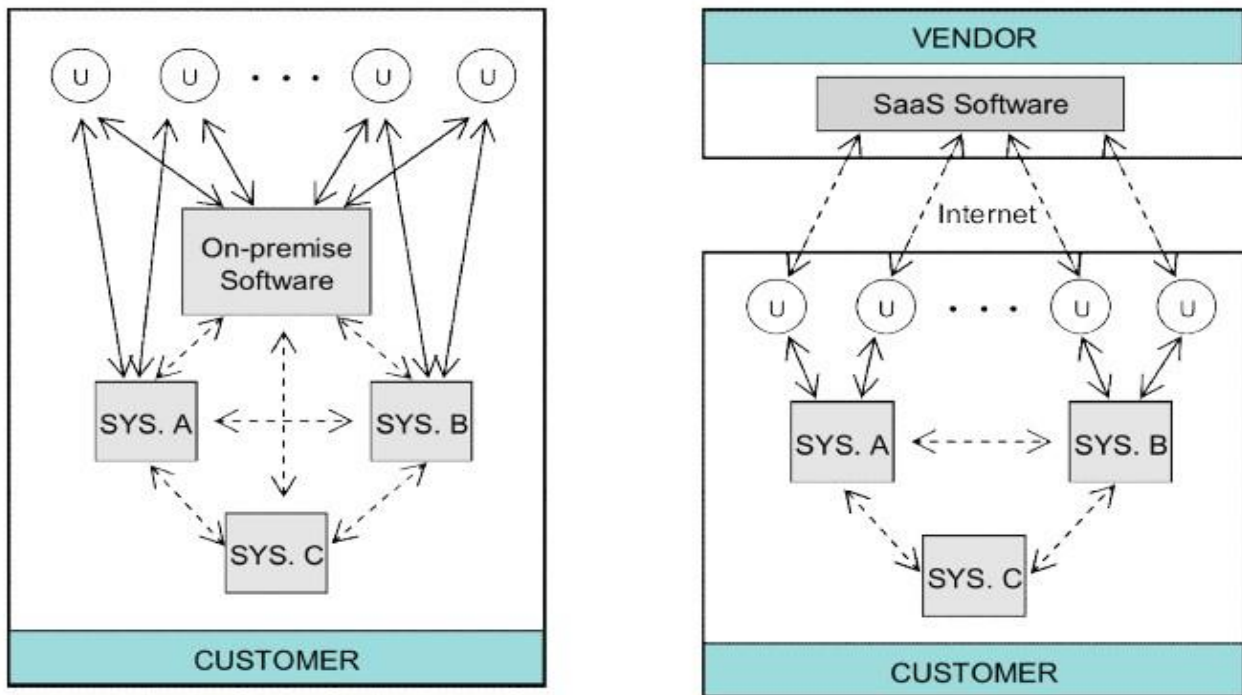 U U . . . U U
On-premise
Software
SYS. A SYS. B
SYS. C
CUSTOMER
VENDOR
SaaS Software
Internet
U U . . . U U
SYS. A SYS. B
SYS. C
CUSTOMER